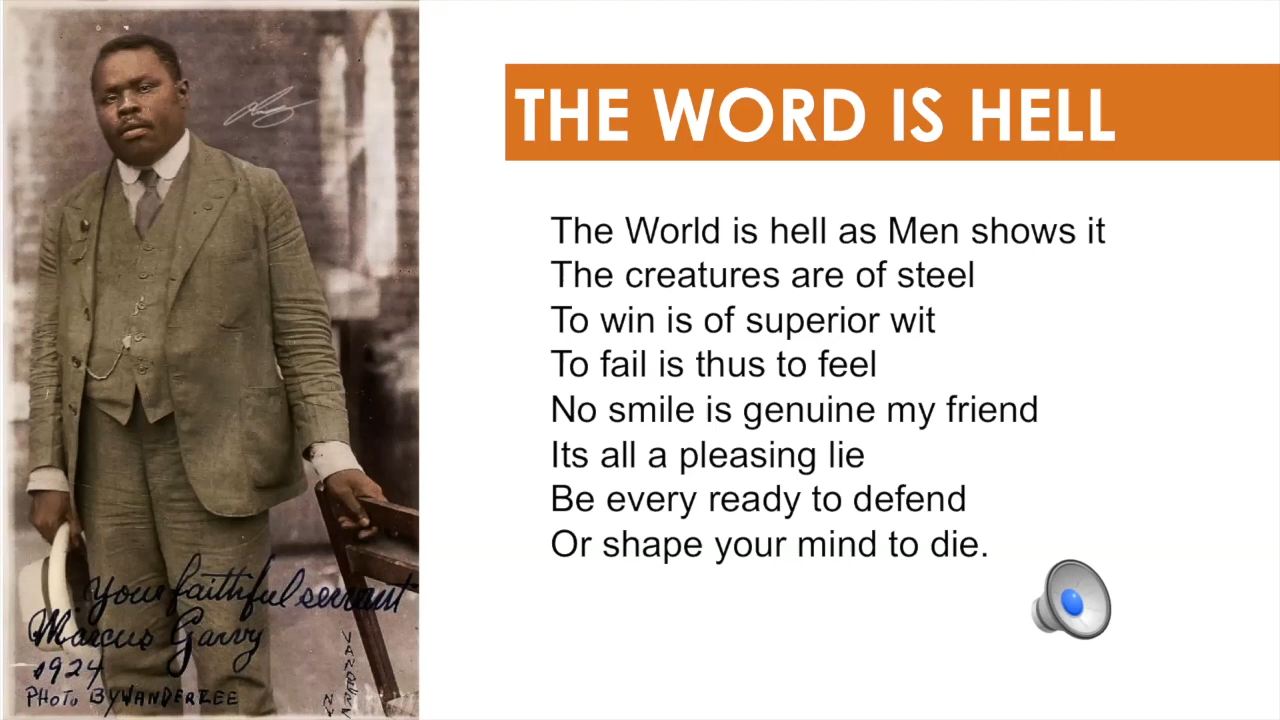 THE WORD IS HELL
The World is hell as Men shows it
The creatures are of steel
To win is of superior wit
To fail is thus to feel
No smile is genuine my friend
Its all a pleasing lie
Be every ready to defend
Or shape your mind to die.
Your faithful servant
Marcus Garvy
1924
PHOTO BY VANDERZEE